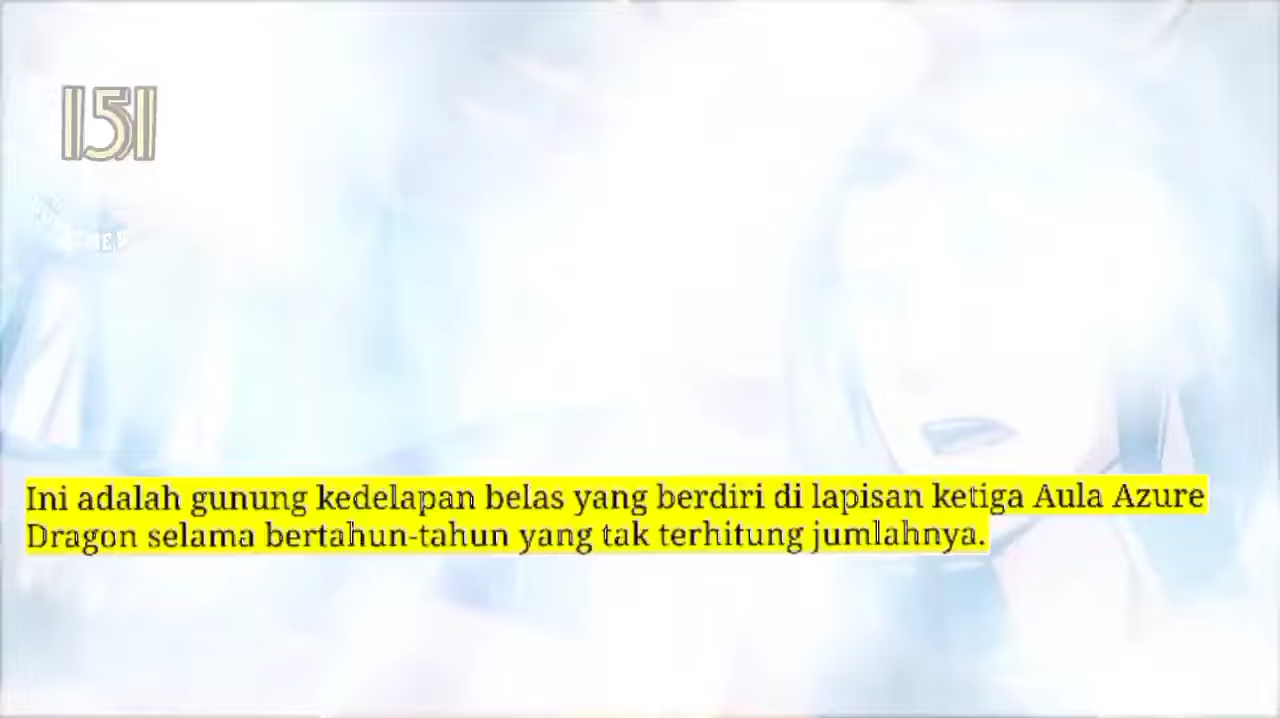 151
Ini adalah gunung kedelapan belas yang berdiri di lapisan ketiga Aula Azure
Dragon selama bertahun-tahun yang tak terhitung jumlahnya.